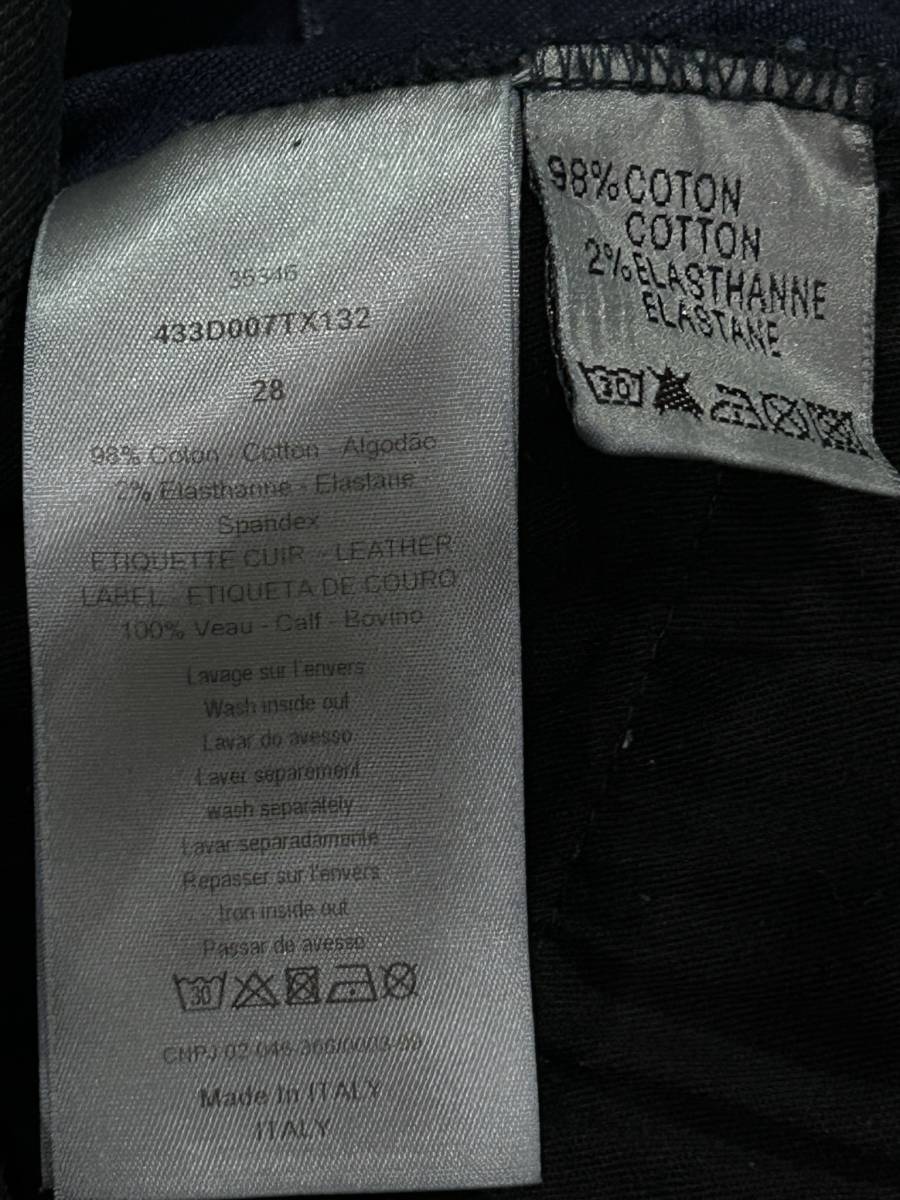 35346
433D007TX132
28
98% Coton - Cotton - Algodão
2% Elasthanne - Elastane -
Spandex
ETIQUETTE CUIR - LEATHER
LABEL - ETIQUETA DE COURO
100% Veau - Calf - Bovino
Lavage sur l'envers
Wash inside out
Lavar do avesso
Laver separement
wash separately
Lavar separadamente
Repasser sur l'envers
Iron inside out
Passar de avesso
30
CNPJ
Made In ITALY
ITALY
98% COTON
COTTON
2% ELASTHANNE
ELASTANE
30